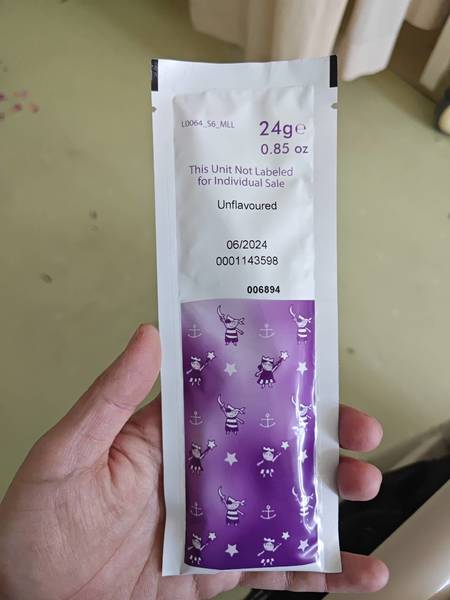 L0064_S6_MLL
24g℮
0.85 oz
This Unit Not Labeled
for Individual Sale
Unflavoured
06/2024
0001143598
006894